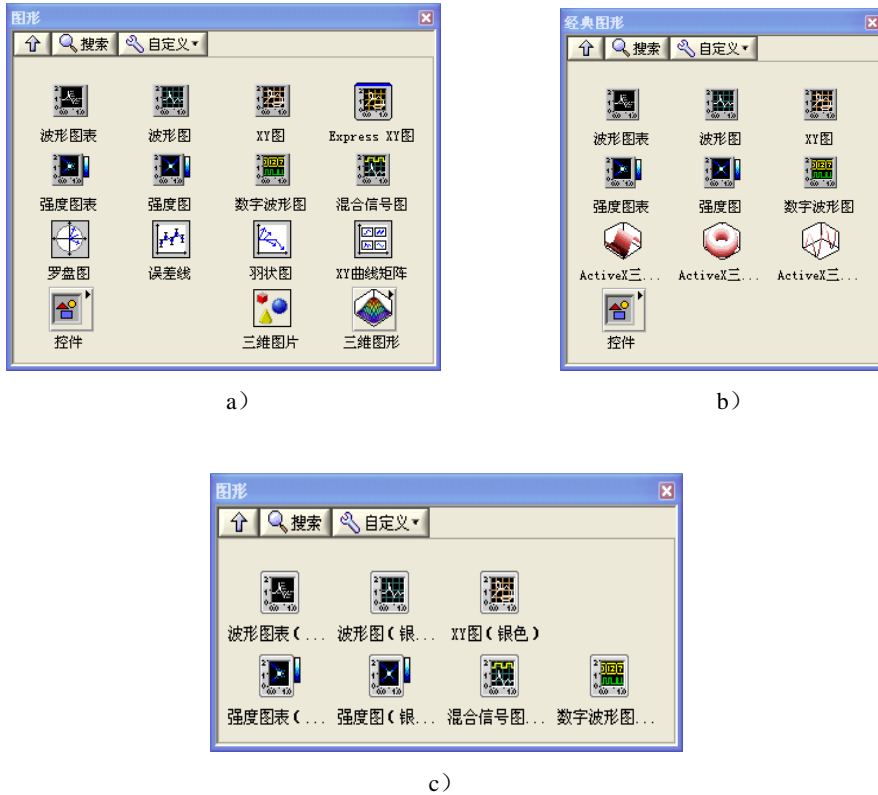 图形
搜索 自定义
波形图表 波形图 XY图 Express XY图
强度图表 强度图 数字波形图 混合信号图
罗盘图 误差线 羽状图 XY曲线矩阵
控件 三维图片 三维图形
a）
经典图形
搜索 自定义
波形图表 波形图 XY图
强度图表 强度图 数字波形图
ActiveX三... ActiveX三... ActiveX三...
控件
b）
图形
搜索 自定义
波形图表(... 波形图(银... XY图(银色)
强度图表(... 强度图(银... 混合信号图... 数字波形图...
c）